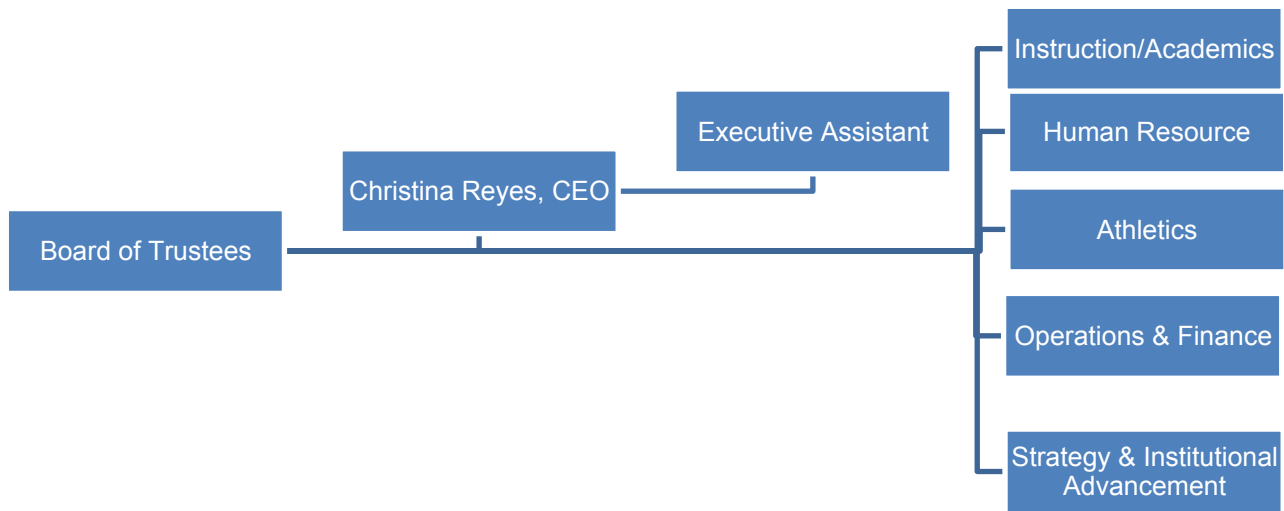 Board of Trustees
Christina Reyes, CEO
Executive Assistant
Instruction/Academics
Human Resource
Athletics
Operations & Finance
Strategy & Institutional
Advancement